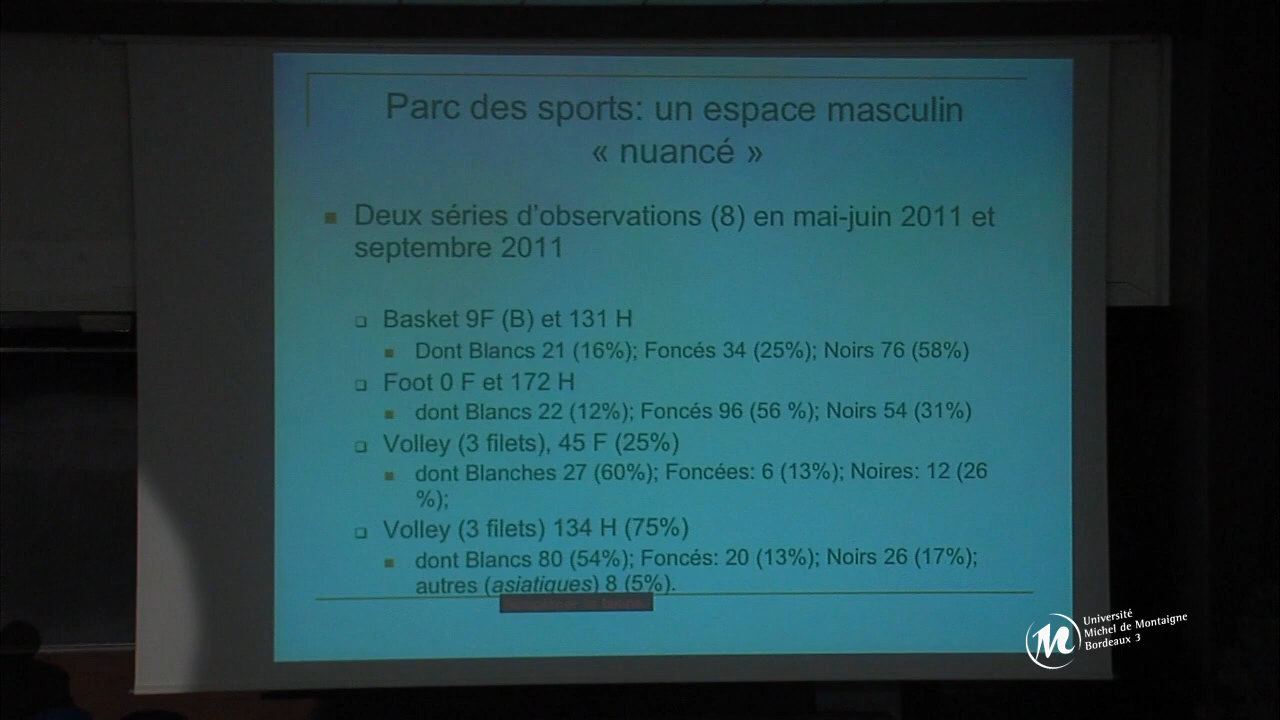 Parc des sports: un espace masculin
« nuancé »
Deux séries d'observations (8) en mai-juin 2011 et
septembre 2011
Basket 9F (B) et 131 H
Dont Blancs 21 (16%); Foncés 34 (25%); Noirs 76 (58%)
Foot 0 F et 172 H
dont Blancs 22 (12%); Foncés 96 (56 %); Noirs 54 (31%)
Volley (3 filets), 45 F (25%)
dont Blanches 27 (60%); Foncées: 6 (13%); Noires: 12 (26
%);
Volley (3 filets) 134 H (75%)
dont Blancs 80 (54%); Foncés: 20 (13%); Noirs 26 (17%);
autres (asiatiques) 8 (5%).
Université
Michel de Montaigne
Bordeaux 3